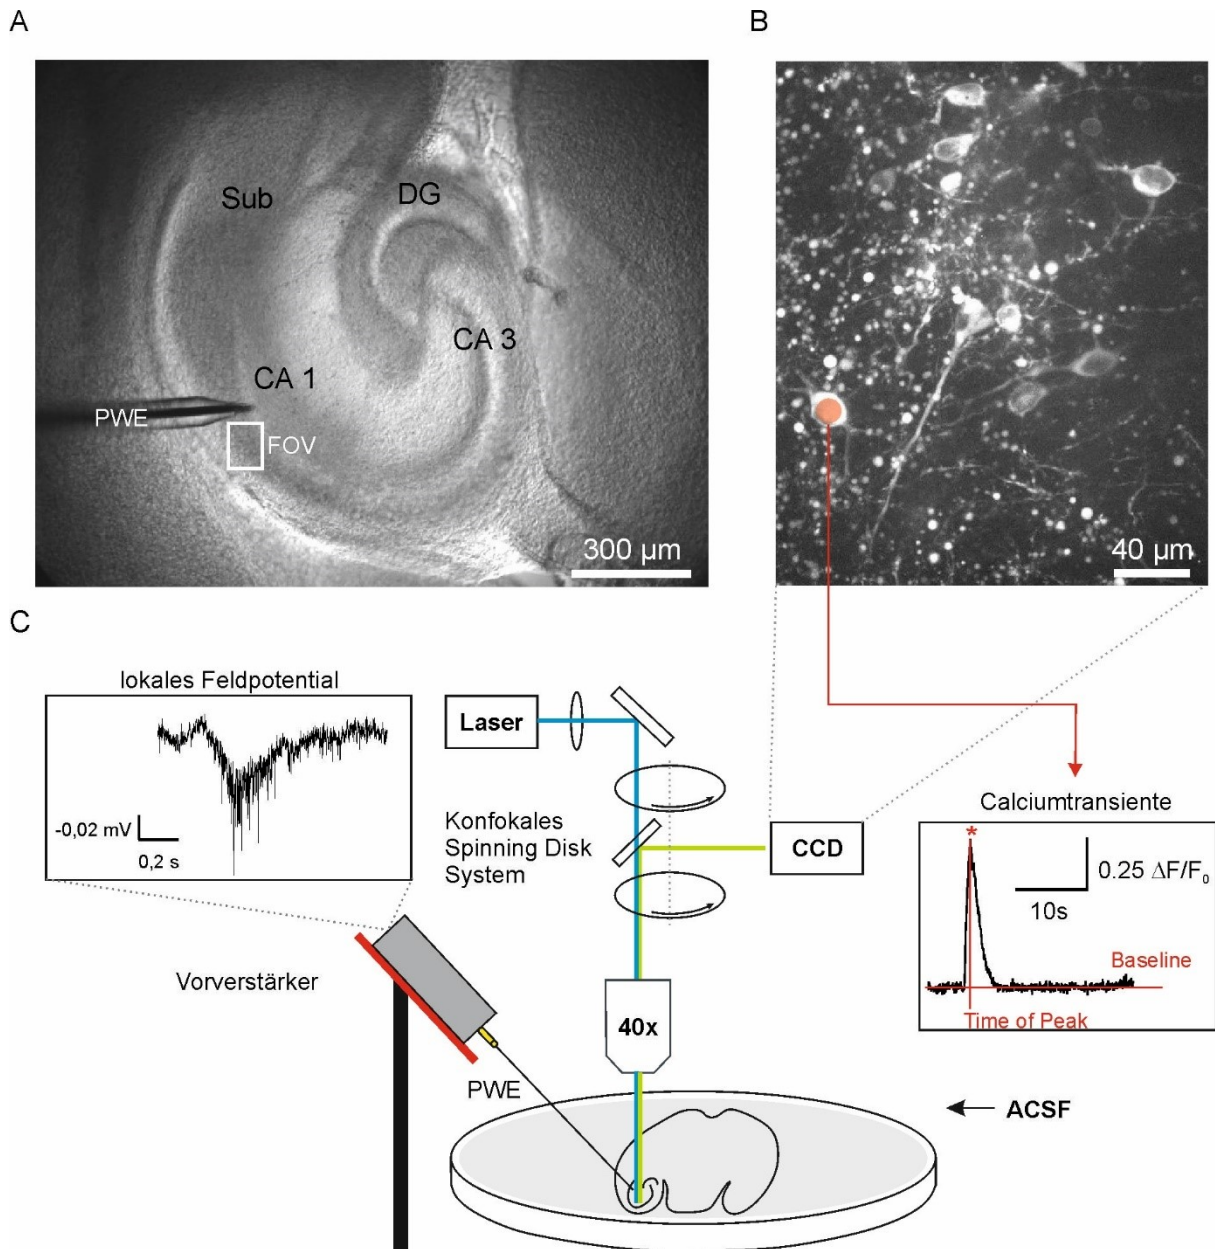 A
B
Sub
DG
CA 3
CA 1
PWE
FOV
300 µm
40 µm
C
lokales Feldpotential
-0,02 mV
0,2 s
Laser
Konfokales
Spinning Disk
System
CCD
Calciumtransiente
*
0.25 ΔF/F₀
10s
Baseline
Time of Peak
Vorverstärker
40x
PWE
ACSF